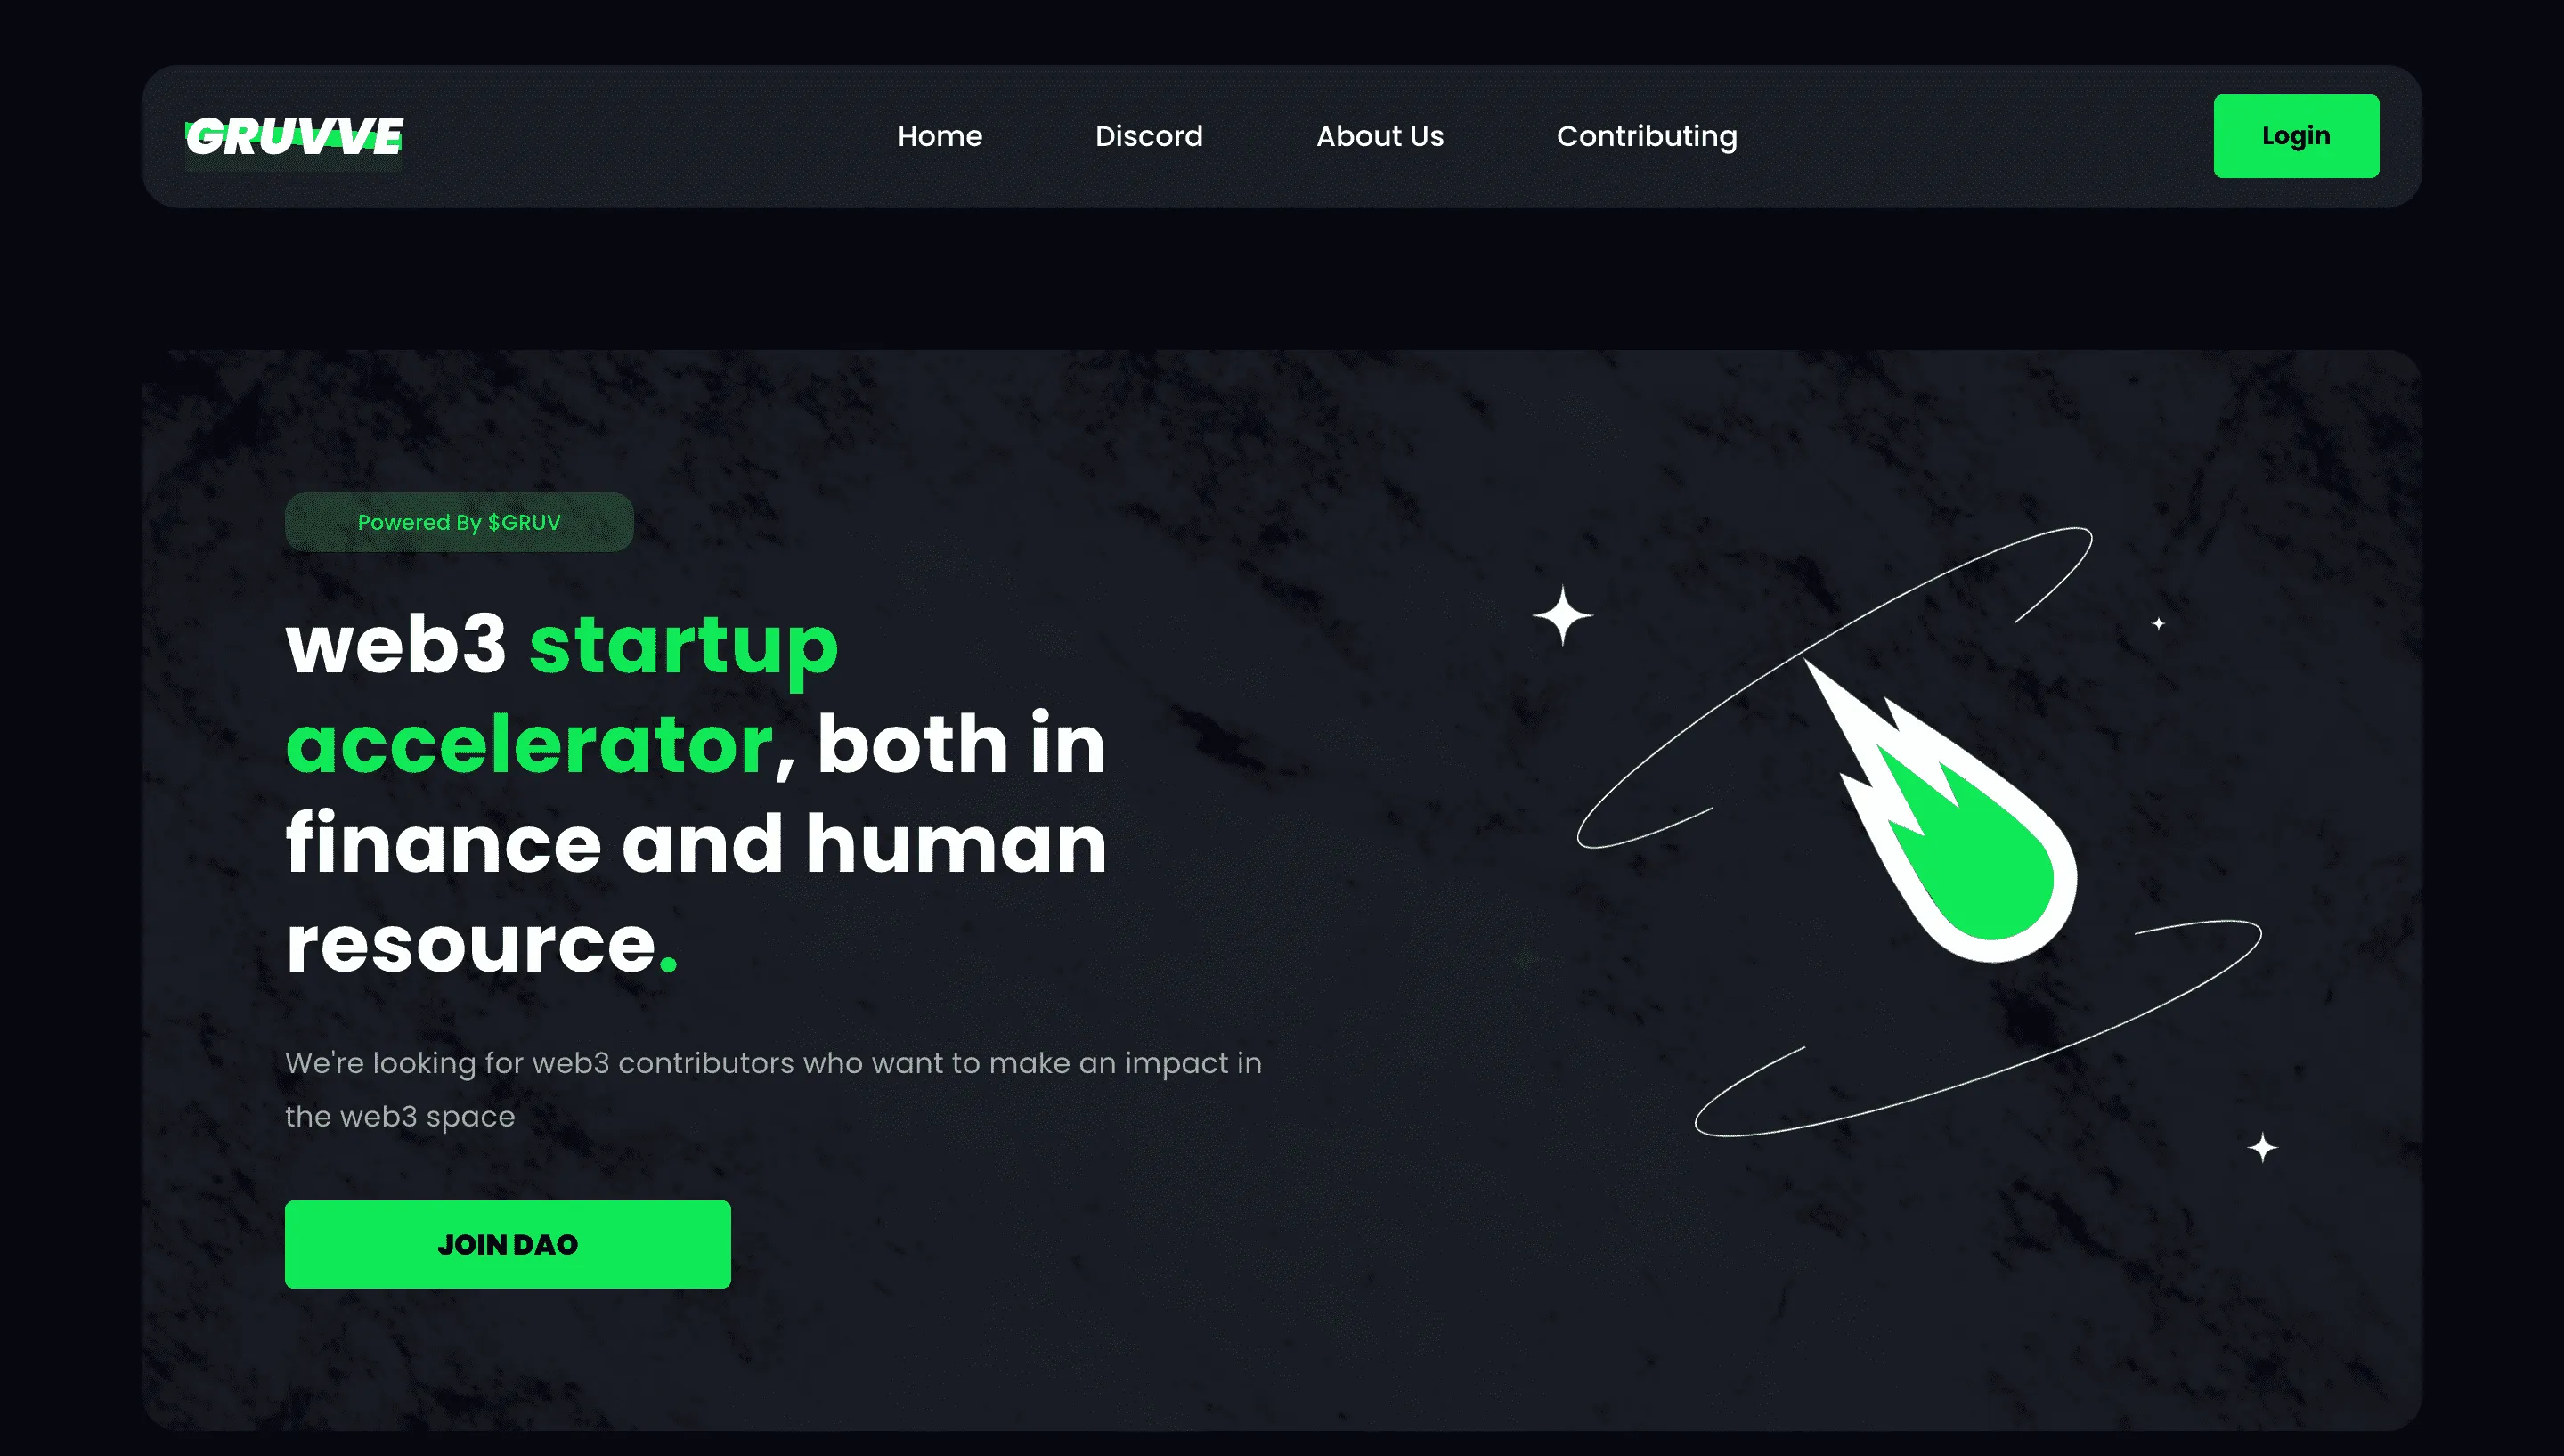 GRUVVE
Home
Discord
About Us
Contributing
Login
Powered By $GRUV
web3 startup
accelerator, both in
finance and human
resource.
We're looking for web3 contributors who want to make an impact in
the web3 space
JOIN DAO